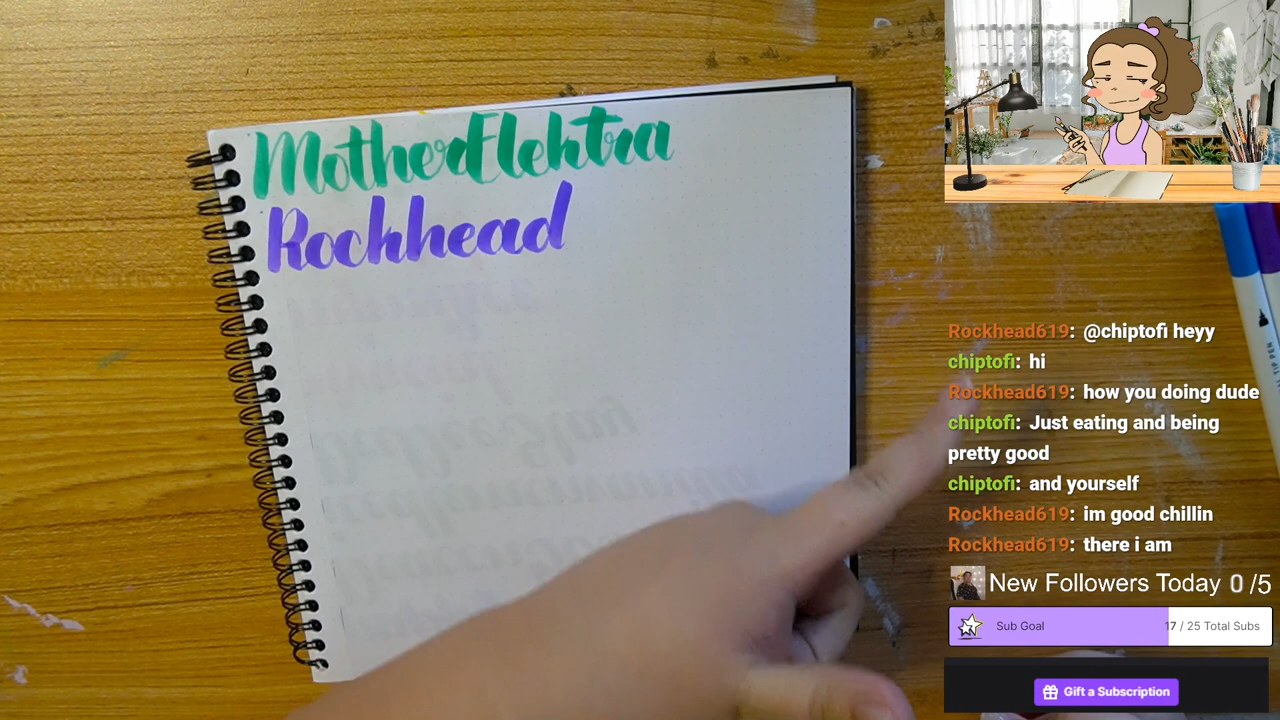 MotherElektra
Rockhead
Rockhead619: @chiptofi heyy
chiptofi: hi
Rockhead619: how you doing dude
chiptofi: Just eating and being
pretty good
chiptofi: and yourself
Rockhead619: im good chillin
Rockhead619: there i am
New Followers Today 0 /5
Sub Goal 17 / 25 Total Subs
Gift a Subscription